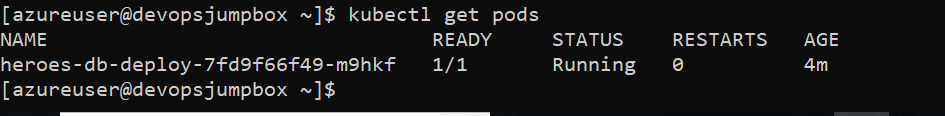 [azureuser@devopsjumpbox ~]$ kubectl get pods
NAME READY STATUS RESTARTS AGE
heroes-db-deploy-7fd9f66f49-m9hkf 1/1 Running 0 4m
[azureuser@devopsjumpbox ~]$